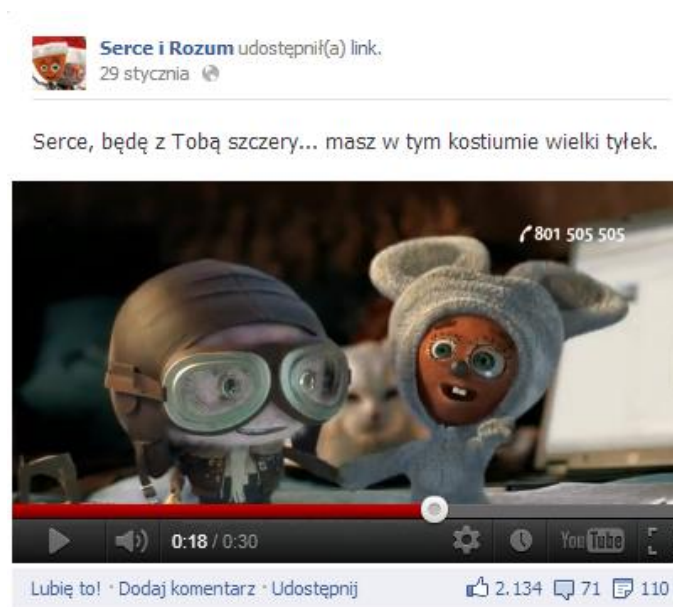 Serce i Rozum udostępnił(a) link.
29 stycznia
Serce, będę z Tobą szczery... masz w tym kostiumie wielki tyłek.
801 505 505
0:18 / 0:30
YouTube
Lubię to! · Dodaj komentarz · Udostępnij
2.134 71 110